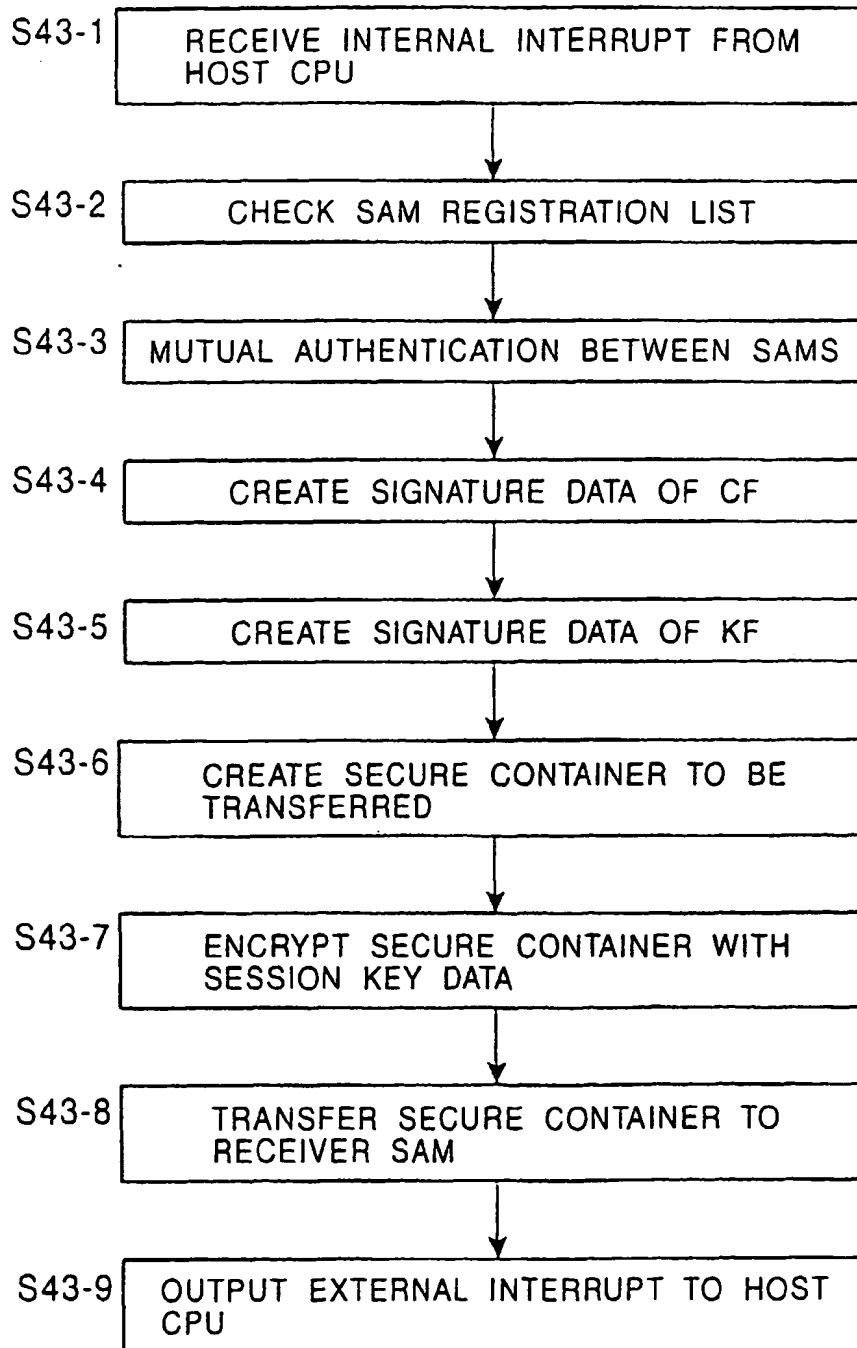 S43-1
RECEIVE INTERNAL INTERRUPT FROM
HOST CPU
S43-2
CHECK SAM REGISTRATION LIST
S43-3
MUTUAL AUTHENTICATION BETWEEN SAMS
S43-4
CREATE SIGNATURE DATA OF CF
S43-5
CREATE SIGNATURE DATA OF KF
S43-6
CREATE SECURE CONTAINER TO BE
TRANSFERRED
S43-7
ENCRYPT SECURE CONTAINER WITH
SESSION KEY DATA
S43-8
TRANSFER SECURE CONTAINER TO
RECEIVER SAM
S43-9
OUTPUT EXTERNAL INTERRUPT TO HOST
CPU